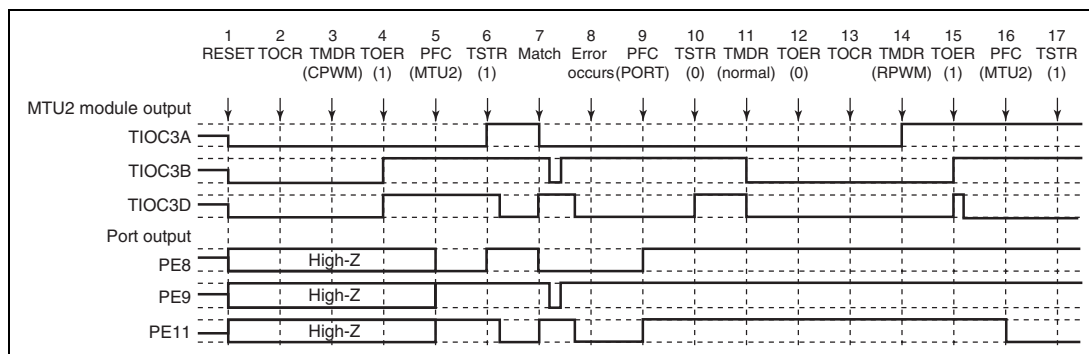 1 2 3 4 5 6 7 8 9 10 11 12 13 14 15 16 17
RESET TOCR TMDR TOER PFC TSTR Match Error PFC TSTR TMDR TOER TOCR TMDR TOER PFC TSTR
(CPWM) (1) (MTU2) (1) occurs (PORT) (0) (normal) (0) (RPWM) (1) (MTU2) (1)
MTU2 module output
TIOC3A
TIOC3B
TIOC3D
Port output
PE8 High-Z
PE9 High-Z
PE11 High-Z